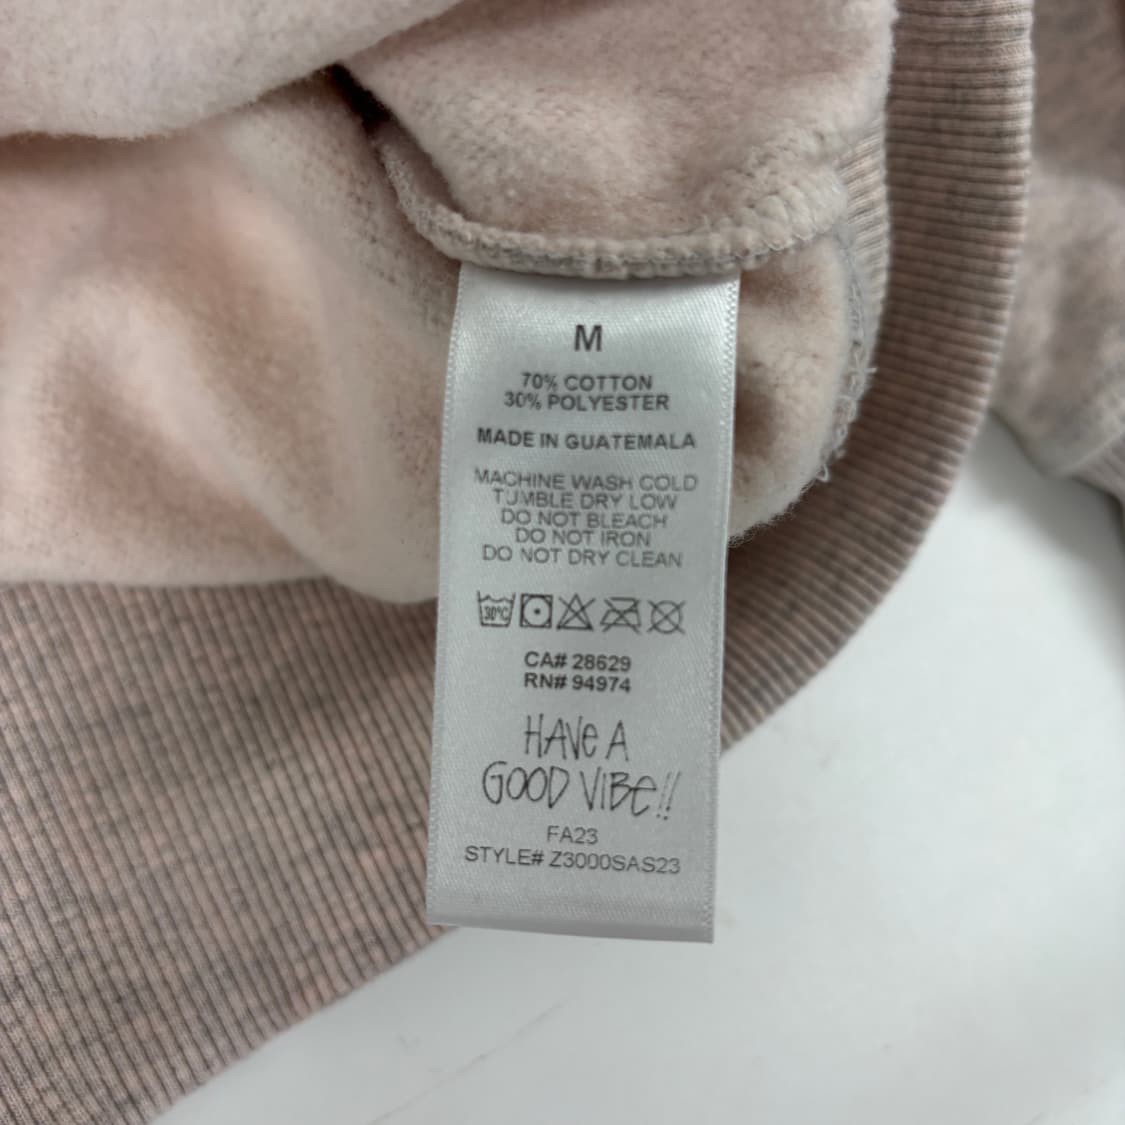 M
70% COTTON
30% POLYESTER
MADE IN GUATEMALA
MACHINE WASH COLD
TUMBLE DRY LOW
DO NOT BLEACH
DO NOT IRON
DO NOT DRY CLEAN
30°C
CA# 28629
RN# 94974
HAVe A
GOOD VIBe!!
FA23
STYLE# Z3000SAS23